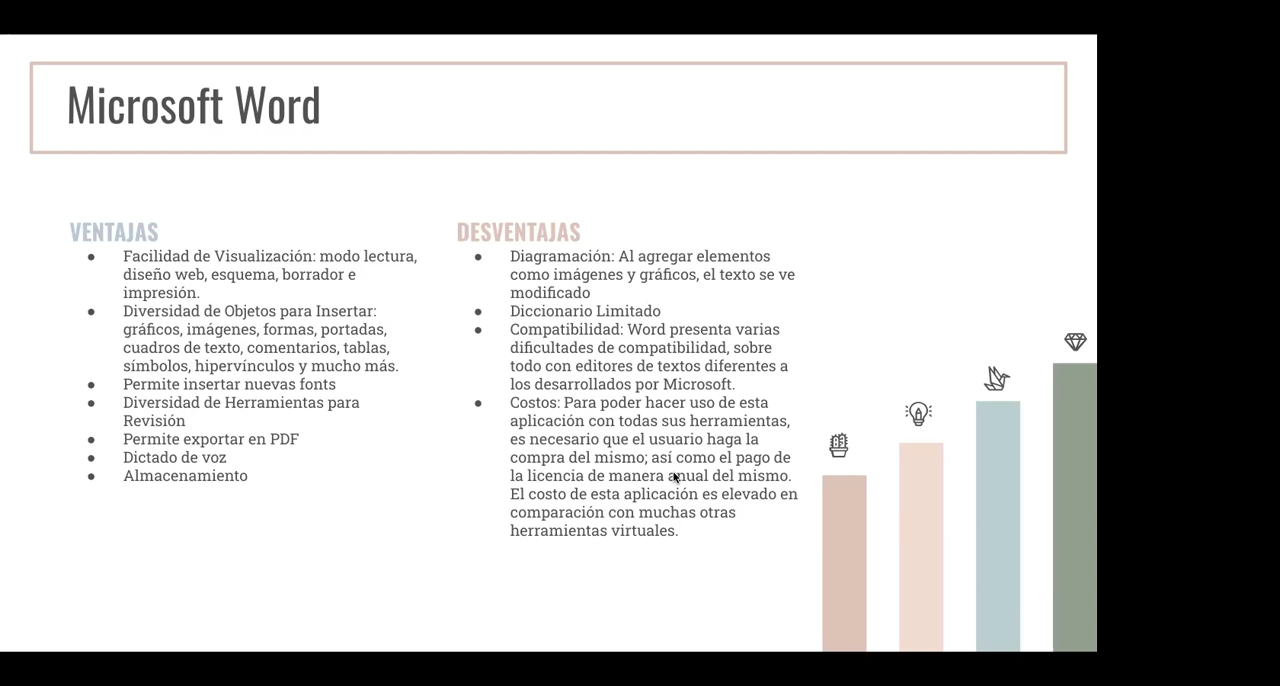 Microsoft Word
VENTAJAS
● Facilidad de Visualización: modo lectura,
diseño web, esquema, borrador e
impresión.
● Diversidad de Objetos para Insertar:
gráficos, imágenes, formas, portadas,
cuadros de texto, comentarios, tablas,
símbolos, hipervínculos y mucho más.
● Permite insertar nuevas fonts
● Diversidad de Herramientas para
Revisión
● Permite exportar en PDF
● Dictado de voz
● Almacenamiento
DESVENTAJAS
● Diagramación: Al agregar elementos
como imágenes y gráficos, el texto se ve
modificado
● Diccionario Limitado
● Compatibilidad: Word presenta varias
dificultades de compatibilidad, sobre
todo con editores de textos diferentes a
los desarrollados por Microsoft.
● Costos: Para poder hacer uso de esta
aplicación con todas sus herramientas,
es necesario que el usuario haga la
compra del mismo; así como el pago de
la licencia de manera anual del mismo.
El costo de esta aplicación es elevado en
comparación con muchas otras
herramientas virtuales.